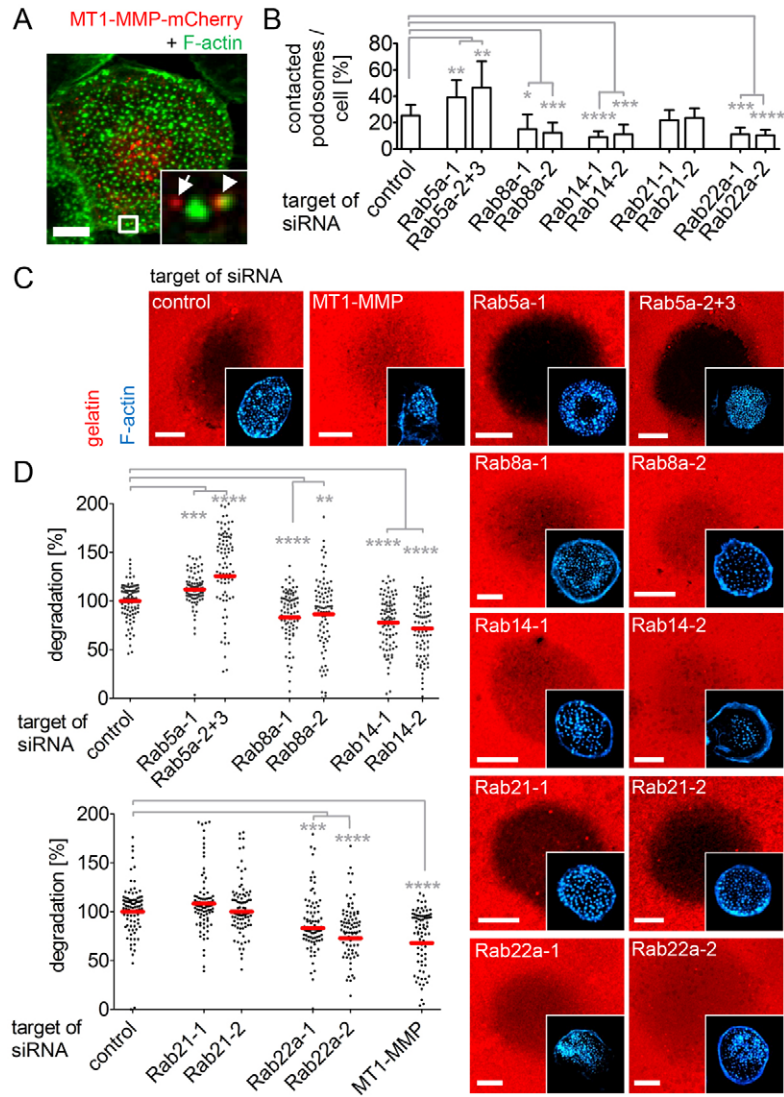 A
MT1-MMP-mCherry
+ F-actin
B
contacted
podosomes /
cell [%]
80
60
40
20
0
** ** * *** **** *** *** ****
target of
siRNA
control
Rab5a-1
Rab5a-2+3
Rab8a-1
Rab8a-2
Rab14-1
Rab14-2
Rab21-1
Rab21-2
Rab22a-1
Rab22a-2
C
target of siRNA
gelatin
F-actin
control
MT1-MMP
Rab5a-1
Rab5a-2+3
Rab8a-1
Rab8a-2
Rab14-1
Rab14-2
Rab21-1
Rab21-2
Rab22a-1
Rab22a-2
D
degradation [%]
200
150
100
50
0
*** **** **** ** **** ****
target of
siRNA
control
Rab5a-1
Rab5a-2+3
Rab8a-1
Rab8a-2
Rab14-1
Rab14-2
degradation [%]
200
150
100
50
0
*** **** ****
target of
siRNA
control
Rab21-1
Rab21-2
Rab22a-1
Rab22a-2
MT1-MMP